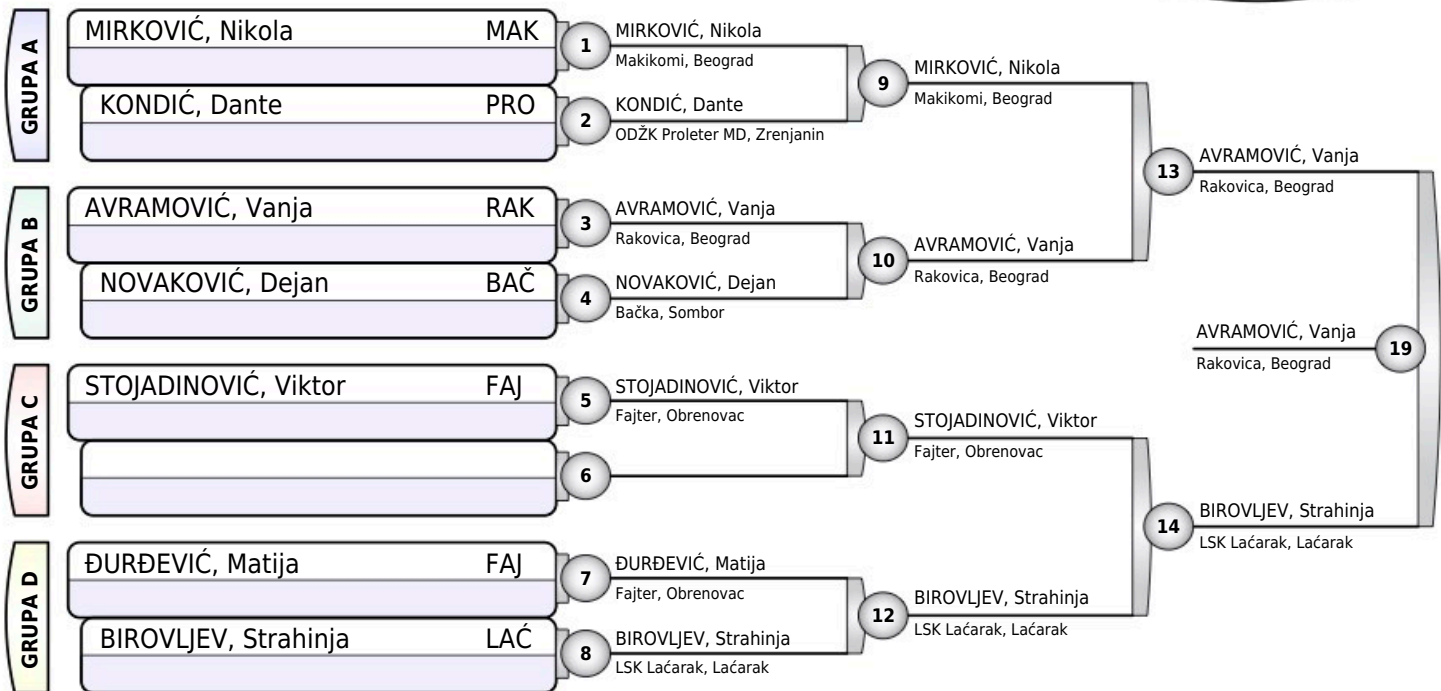 GRUPA A
MIRKOVIĆ, Nikola MAK
KONDIĆ, Dante PRO
1
MIRKOVIĆ, Nikola
Makikomi, Beograd
2
KONDIĆ, Dante
ODŽK Proleter MD, Zrenjanin
9
MIRKOVIĆ, Nikola
Makikomi, Beograd
GRUPA B
AVRAMOVIĆ, Vanja RAK
NOVAKOVIĆ, Dejan BAČ
3
AVRAMOVIĆ, Vanja
Rakovica, Beograd
4
NOVAKOVIĆ, Dejan
Bačka, Sombor
10
AVRAMOVIĆ, Vanja
Rakovica, Beograd
13
AVRAMOVIĆ, Vanja
Rakovica, Beograd
GRUPA C
STOJADINOVIĆ, Viktor FAJ
5
STOJADINOVIĆ, Viktor
Fajter, Obrenovac
6
11
STOJADINOVIĆ, Viktor
Fajter, Obrenovac
GRUPA D
ĐURĐEVIĆ, Matija FAJ
BIROVLJEV, Strahinja LAĆ
7
ĐURĐEVIĆ, Matija
Fajter, Obrenovac
8
BIROVLJEV, Strahinja
LSK Laćarak, Laćarak
12
BIROVLJEV, Strahinja
LSK Laćarak, Laćarak
14
BIROVLJEV, Strahinja
LSK Laćarak, Laćarak
AVRAMOVIĆ, Vanja
Rakovica, Beograd
19